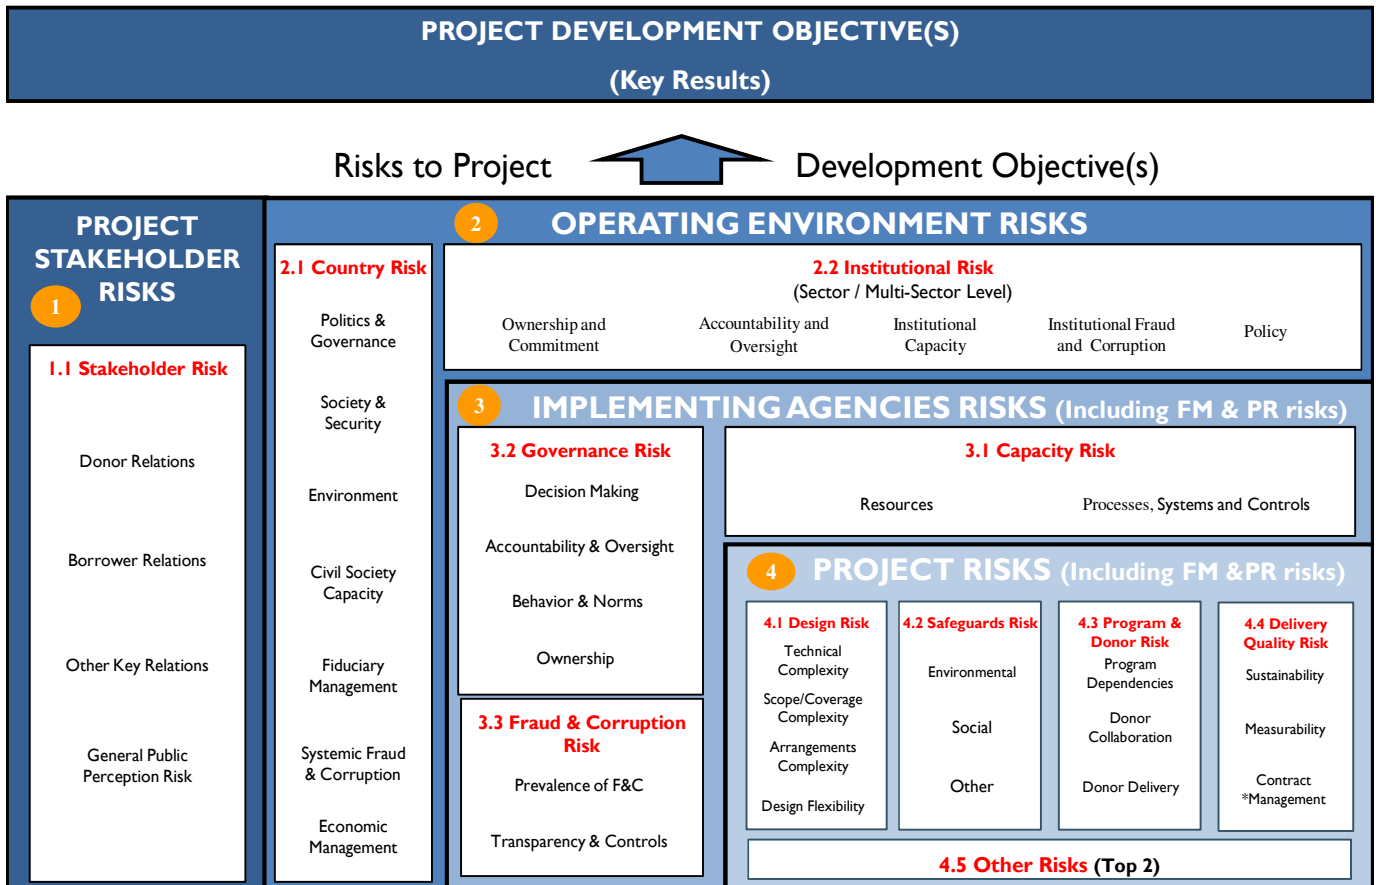 PROJECT DEVELOPMENT OBJECTIVE(S)
(Key Results)
Risks to Project
Development Objective(s)
PROJECT
STAKEHOLDER
RISKS
1
1.1 Stakeholder Risk
Donor Relations
Borrower Relations
Other Key Relations
General Public
Perception Risk
2
OPERATING ENVIRONMENT RISKS
2.1 Country Risk
Politics &
Governance
Society &
Security
Environment
Civil Society
Capacity
Fiduciary
Management
Systemic Fraud
& Corruption
Economic
Management
2.2 Institutional Risk
(Sector / Multi-Sector Level)
Ownership and
Commitment
Accountability and
Oversight
Institutional
Capacity
Institutional Fraud
and Corruption
Policy
3
IMPLEMENTING AGENCIES RISKS (Including FM & PR risks)
3.2 Governance Risk
Decision Making
Accountability & Oversight
Behavior & Norms
Ownership
3.3 Fraud & Corruption
Risk
Prevalence of F&C
Transparency & Controls
3.1 Capacity Risk
Resources
Processes, Systems and Controls
4
PROJECT RISKS (Including FM &PR risks)
4.1 Design Risk
Technical
Complexity
Scope/Coverage
Complexity
Arrangements
Complexity
Design Flexibility
4.2 Safeguards Risk
Environmental
Social
Other
4.3 Program &
Donor Risk
Program
Dependencies
Donor
Collaboration
Donor Delivery
4.4 Delivery
Quality Risk
Sustainability
Measurability
Contract
*Management
4.5 Other Risks (Top 2)